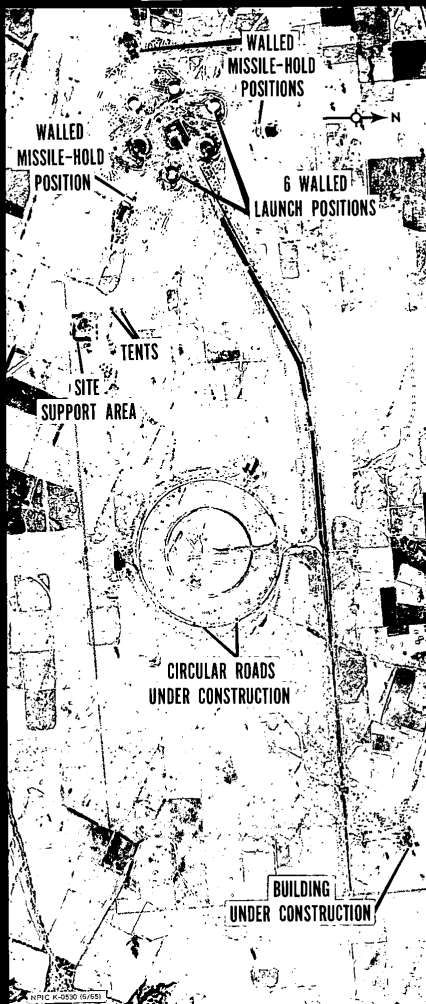 WALLED
MISSILE-HOLD
POSITIONS
N
WALLED
MISSILE-HOLD
POSITION
6 WALLED
LAUNCH POSITIONS
TENTS
SITE
SUPPORT AREA
CIRCULAR ROADS
UNDER CONSTRUCTION
BUILDING
UNDER CONSTRUCTION
NPIC K-0530 (6/65)